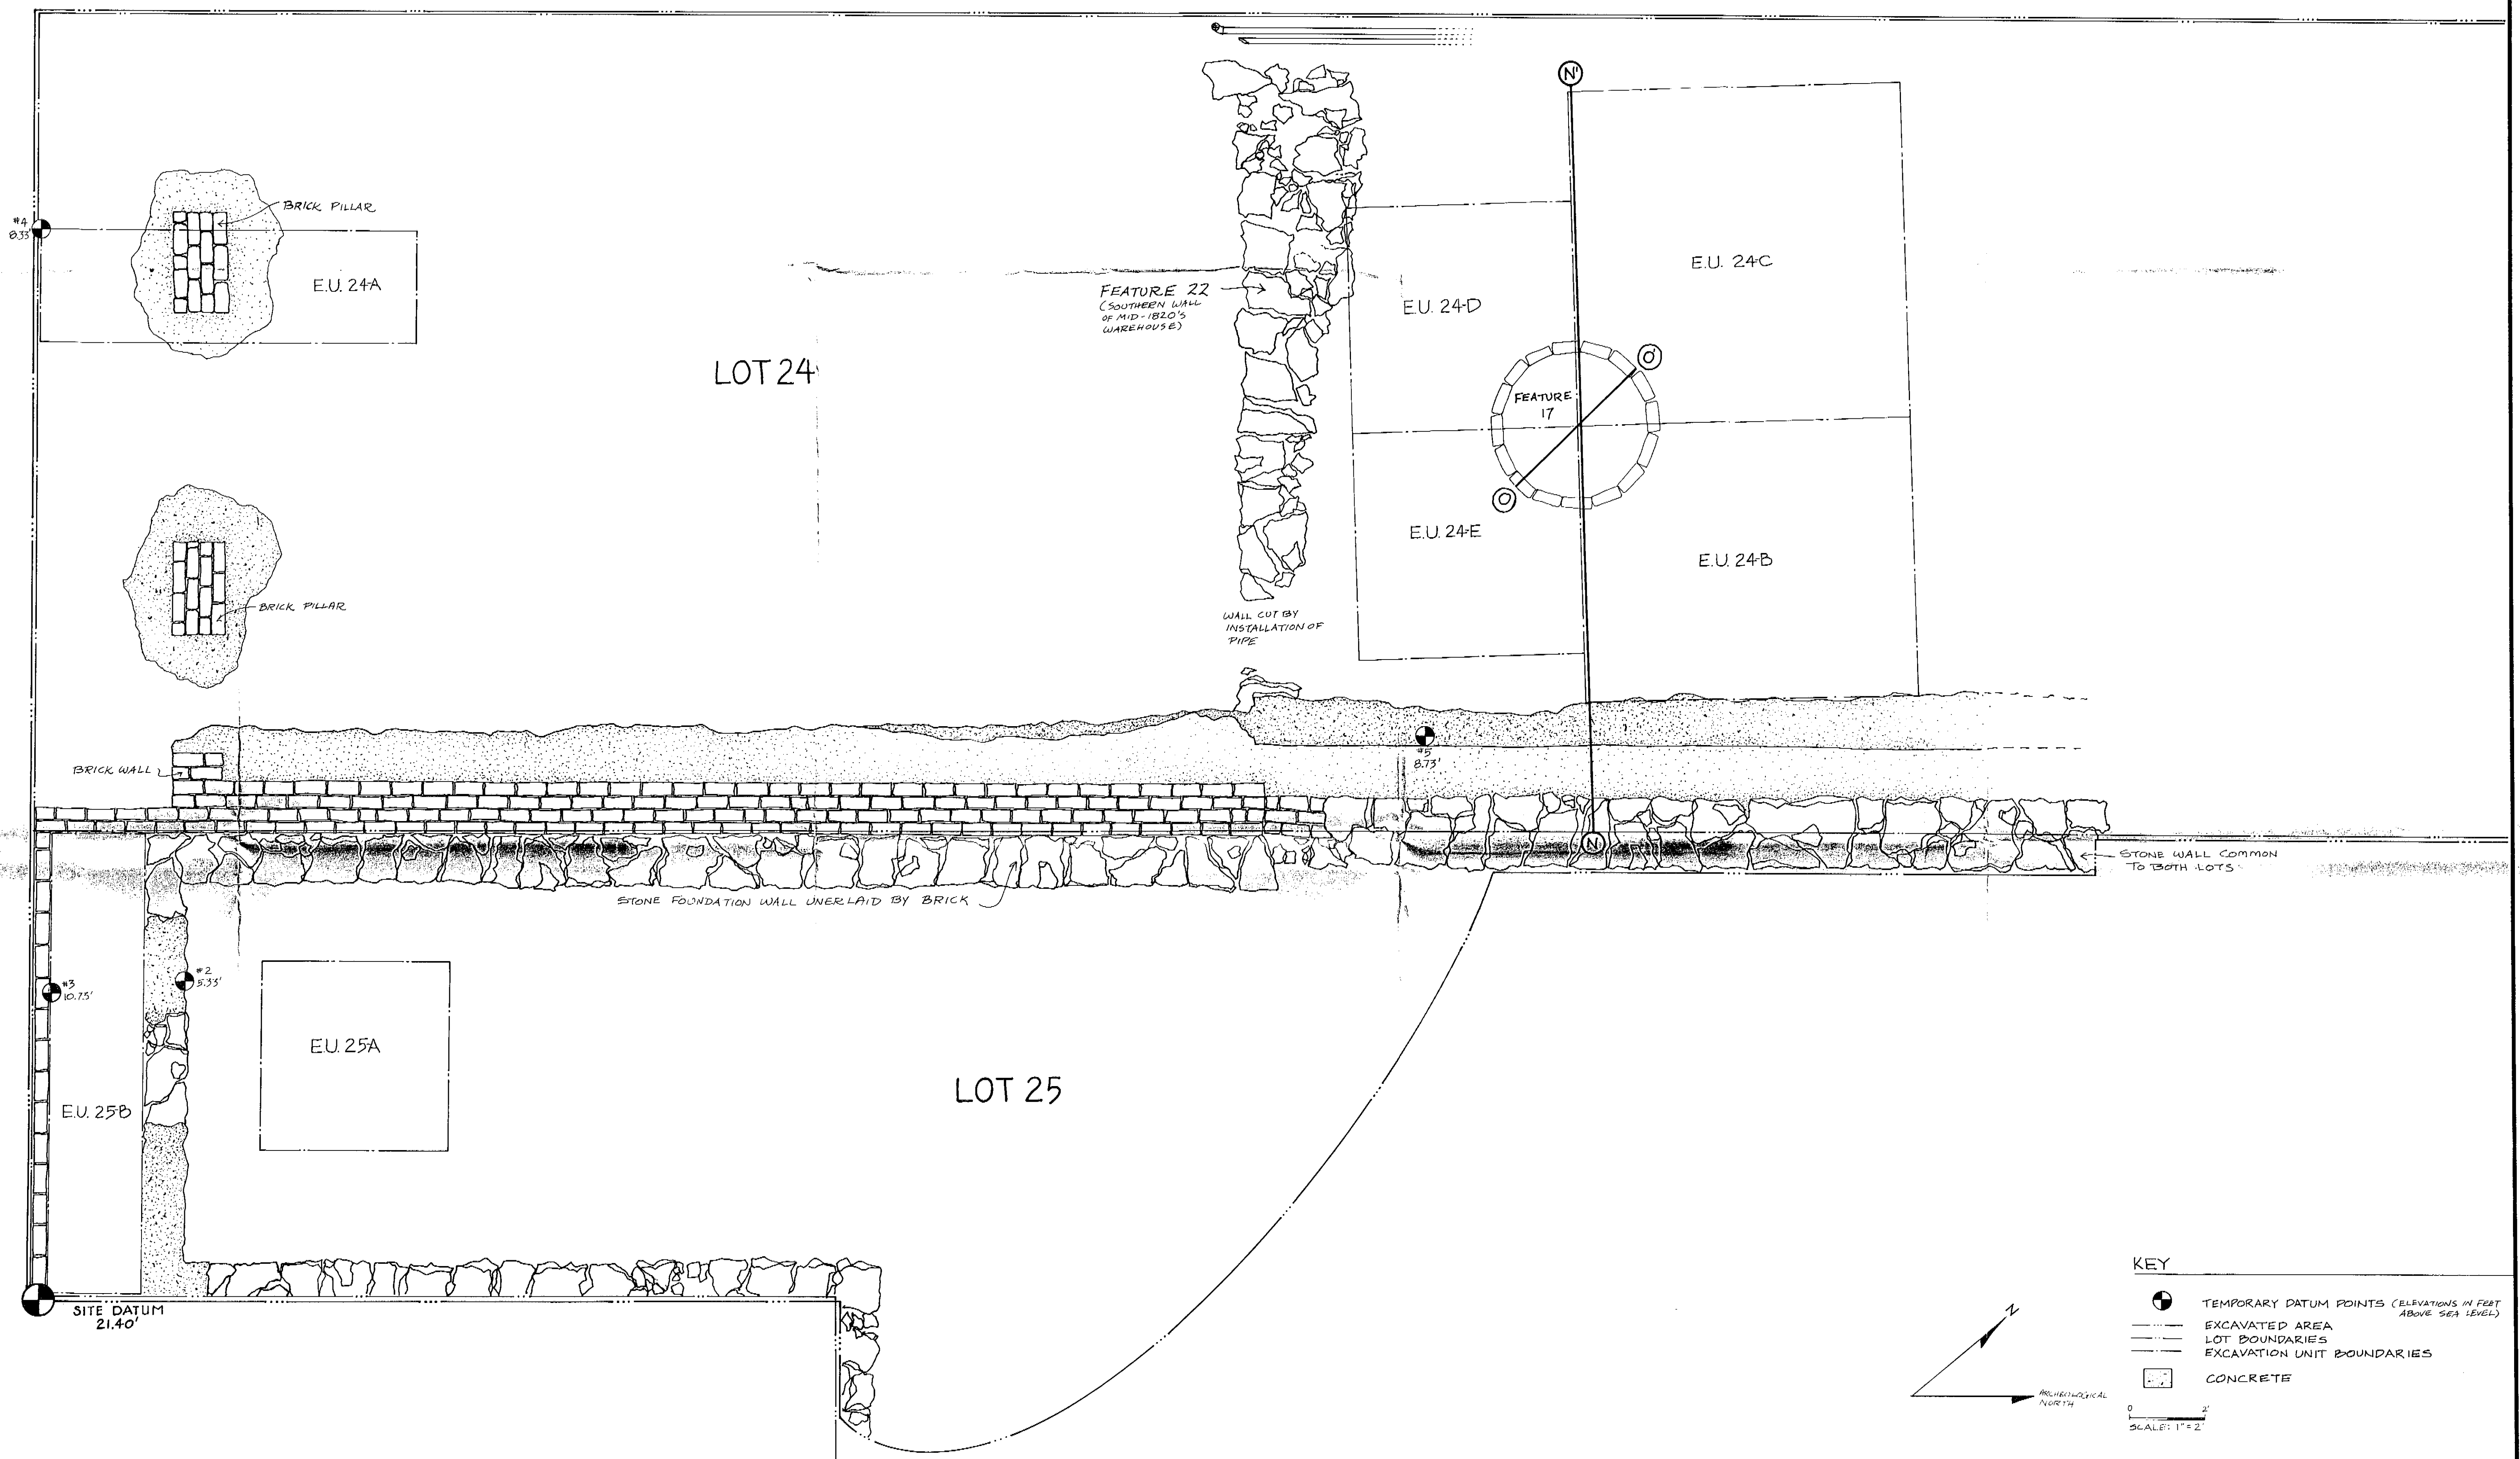 N'
BRICK PILLAR
#4
8.33'
E.U. 24-A
E.U. 24-C
FEATURE 22
(SOUTHERN WALL
OF MID-1820'S
WAREHOUSE)
E.U. 24-D
LOT 24
O'
FEATURE
17
O
E.U. 24-E
E.U. 24-B
BRICK PILLAR
WALL CUT BY
INSTALLATION OF
PIPE
#5
8.73'
BRICK WALL
N
STONE WALL COMMON
TO BOTH LOTS
STONE FOUNDATION WALL UNERLAID BY BRICK
#2
5.33'
#3
10.73'
E.U. 25A
LOT 25
E.U. 25B
SITE DATUM
21.40'
KEY
TEMPORARY DATUM POINTS (ELEVATIONS IN FEET
ABOVE SEA LEVEL)
EXCAVATED AREA
LOT BOUNDARIES
EXCAVATION UNIT BOUNDARIES
CONCRETE
N
ARCHEOLOGICAL
NORTH
0 2'
SCALE: 1" = 2'